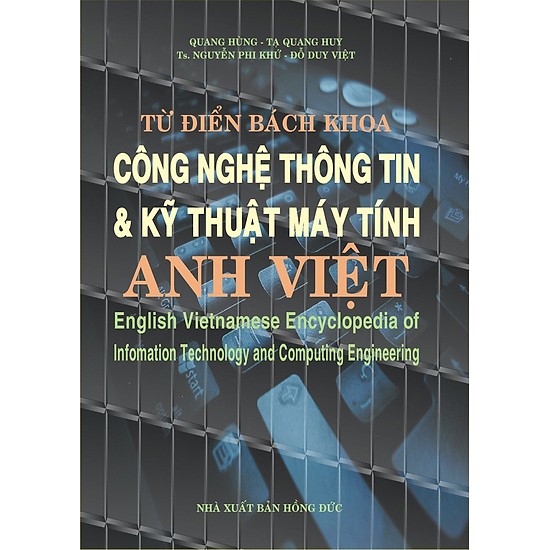 QUANG HÙNG - TẠ QUANG HUY
Ts. NGUYỄN PHI KHỨ - ĐỖ DUY VIỆT
TỪ ĐIỂN BÁCH KHOA
CÔNG NGHỆ THÔNG TIN
& KỸ THUẬT MÁY TÍNH
ANH VIỆT
English Vietnamese Encyclopedia of
Infomation Technology and Computing Engineering
start
NHÀ XUẤT BẢN HỒNG ĐỨC